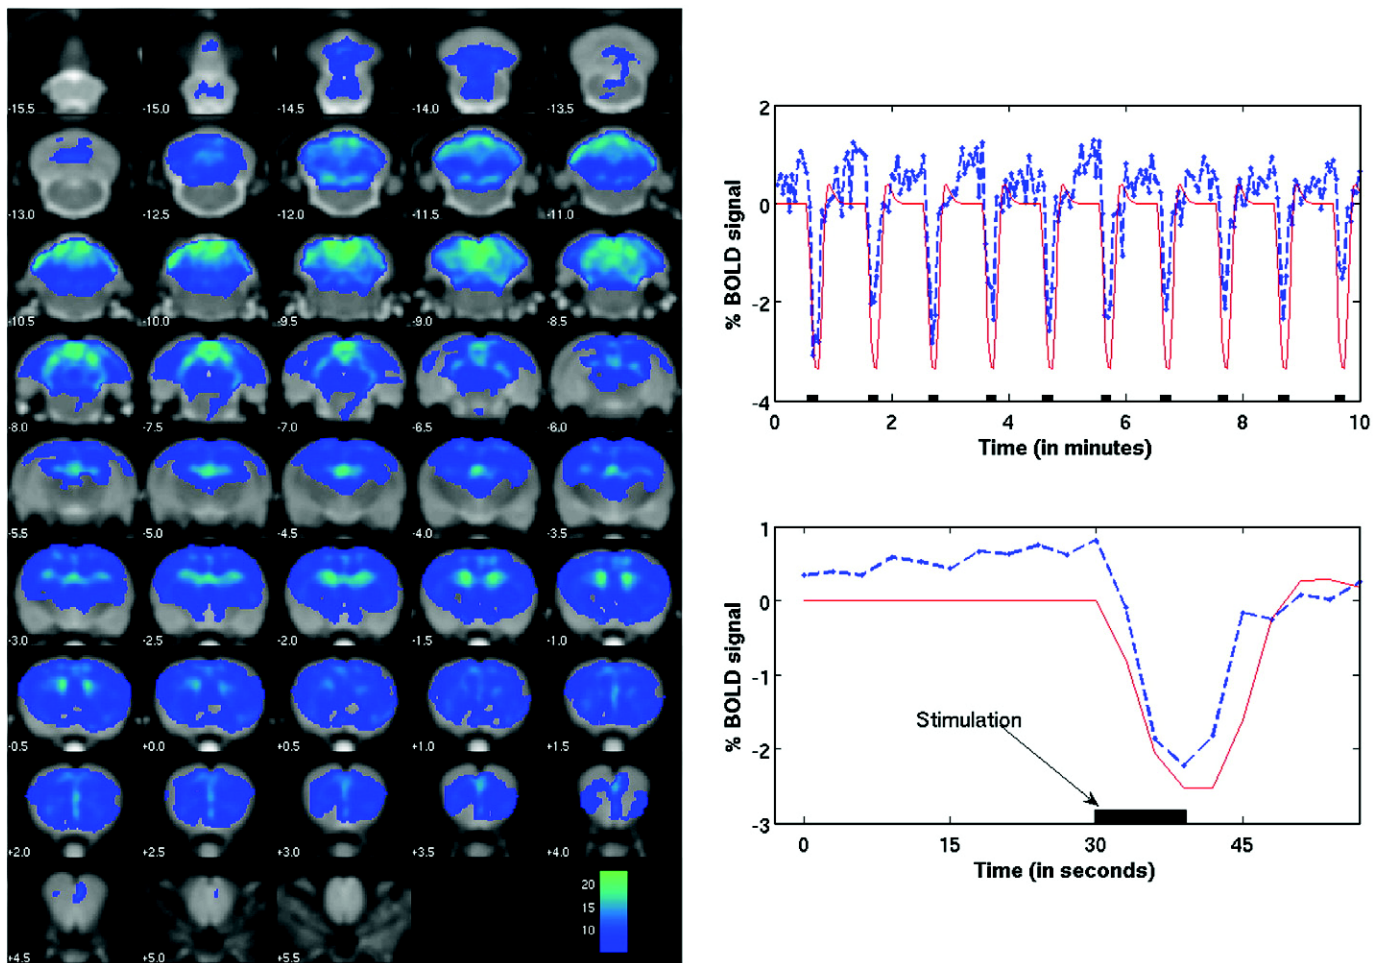 -15.5 -15.0 -14.5 -14.0 -13.5
-13.0 -12.5 -12.0 -11.5 -11.0
-10.5 -10.0 -9.5 -9.0 -8.5
-8.0 -7.5 -7.0 -6.5 -6.0
-5.5 -5.0 -4.5 -4.0 -3.5
-3.0 -2.5 -2.0 -1.5 -1.0
-0.5 +0.0 +0.5 +1.0 +1.5
+2.0 +2.5 +3.0 +3.5 +4.0
+4.5 +5.0 +5.5
20
15
10
% BOLD signal
2
0
-2
-4
0 2 4 6 8 10
Time (in minutes)
% BOLD signal
1
0
-1
-2
-3
Stimulation
0 15 30 45
Time (in seconds)